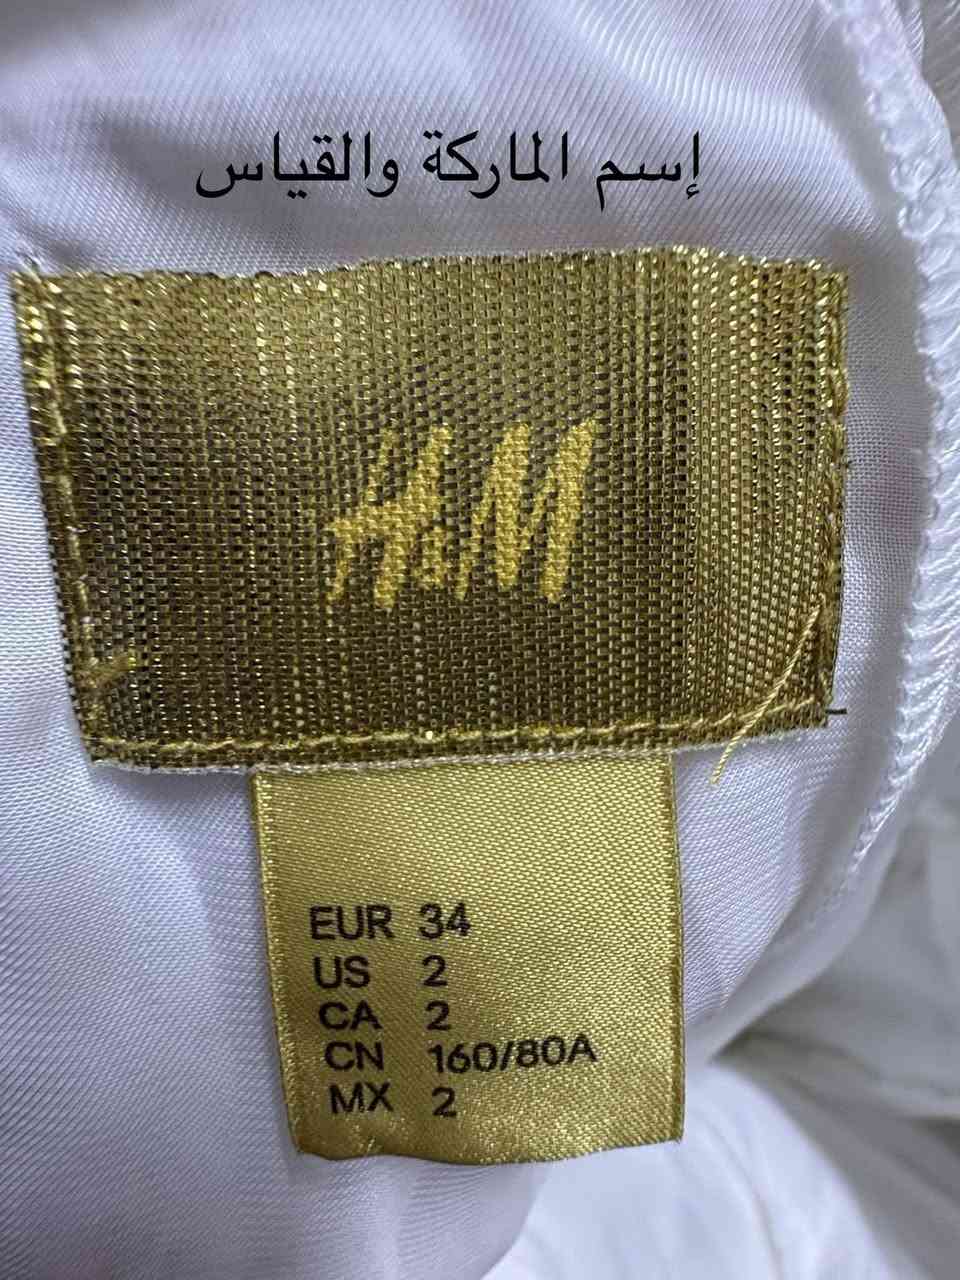 إسم الماركة والقياس
H&M
EUR 34
US 2
CA 2
CN 160/80A
MX 2